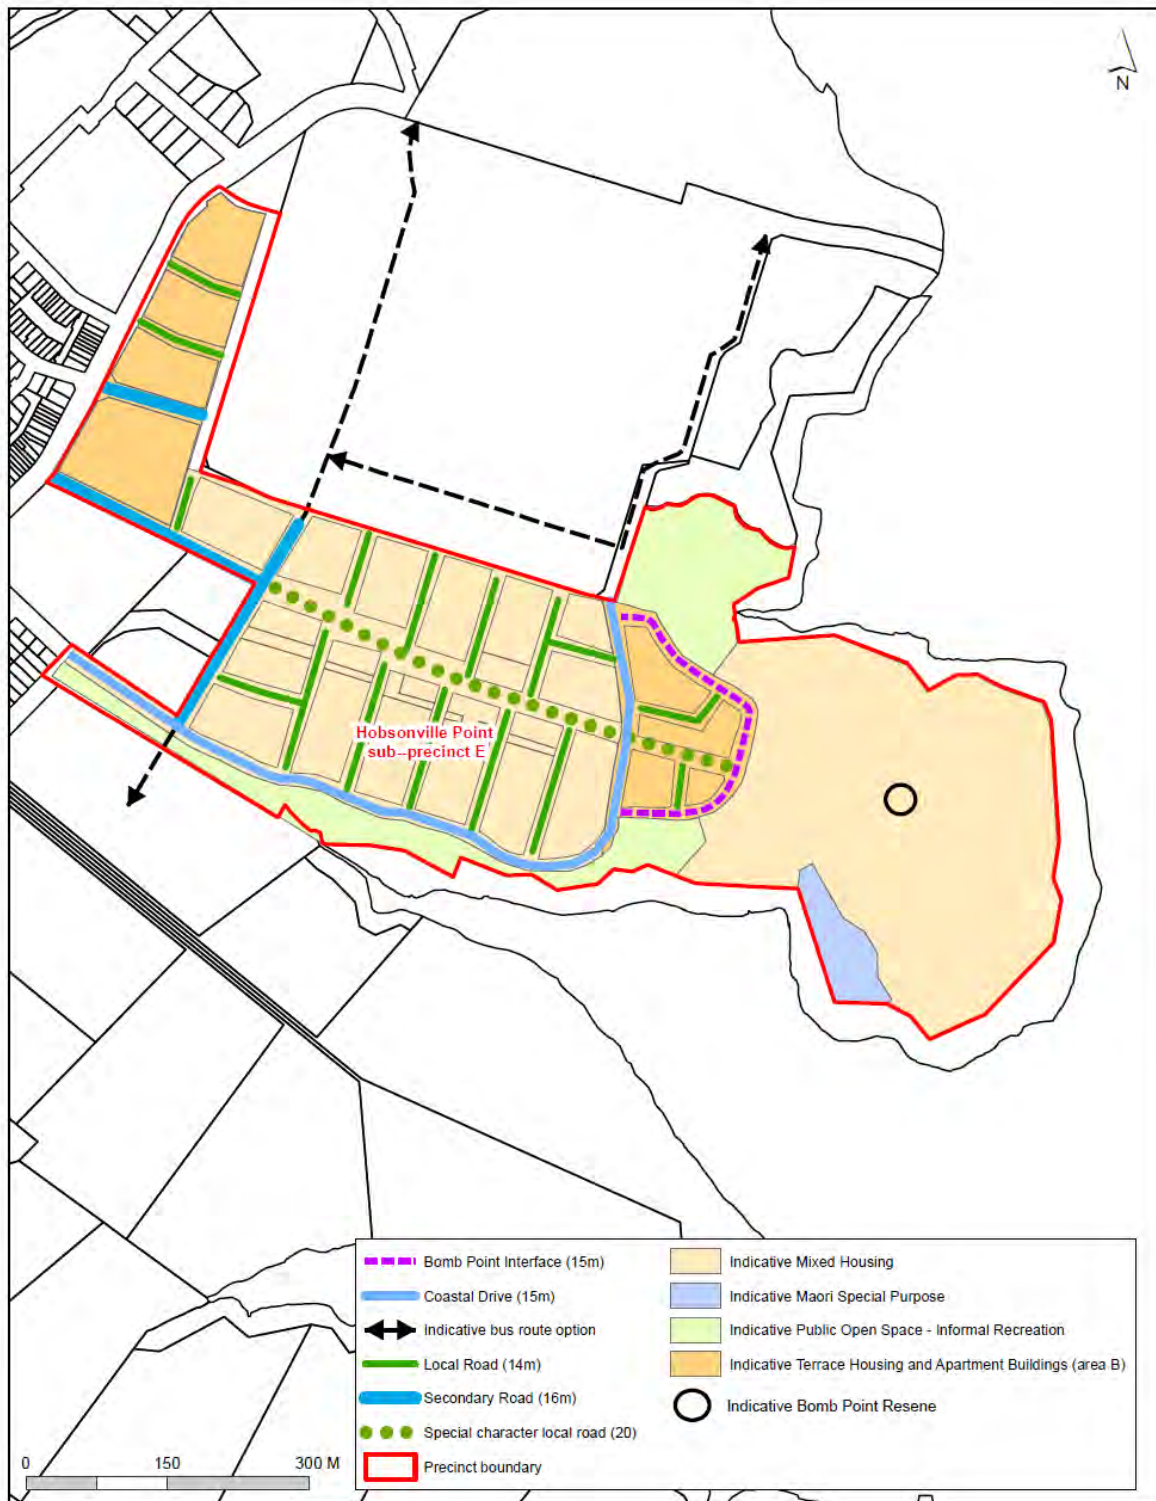 N
Hobsonville Point
sub--precinct E
Bomb Point Interface (15m)
Coastal Drive (15m)
Indicative bus route option
Local Road (14m)
Secondary Road (16m)
Special character local road (20)
Precinct boundary
Indicative Mixed Housing
Indicative Maori Special Purpose
Indicative Public Open Space - Informal Recreation
Indicative Terrace Housing and Apartment Buildings (area B)
Indicative Bomb Point Resene
0 150 300 M